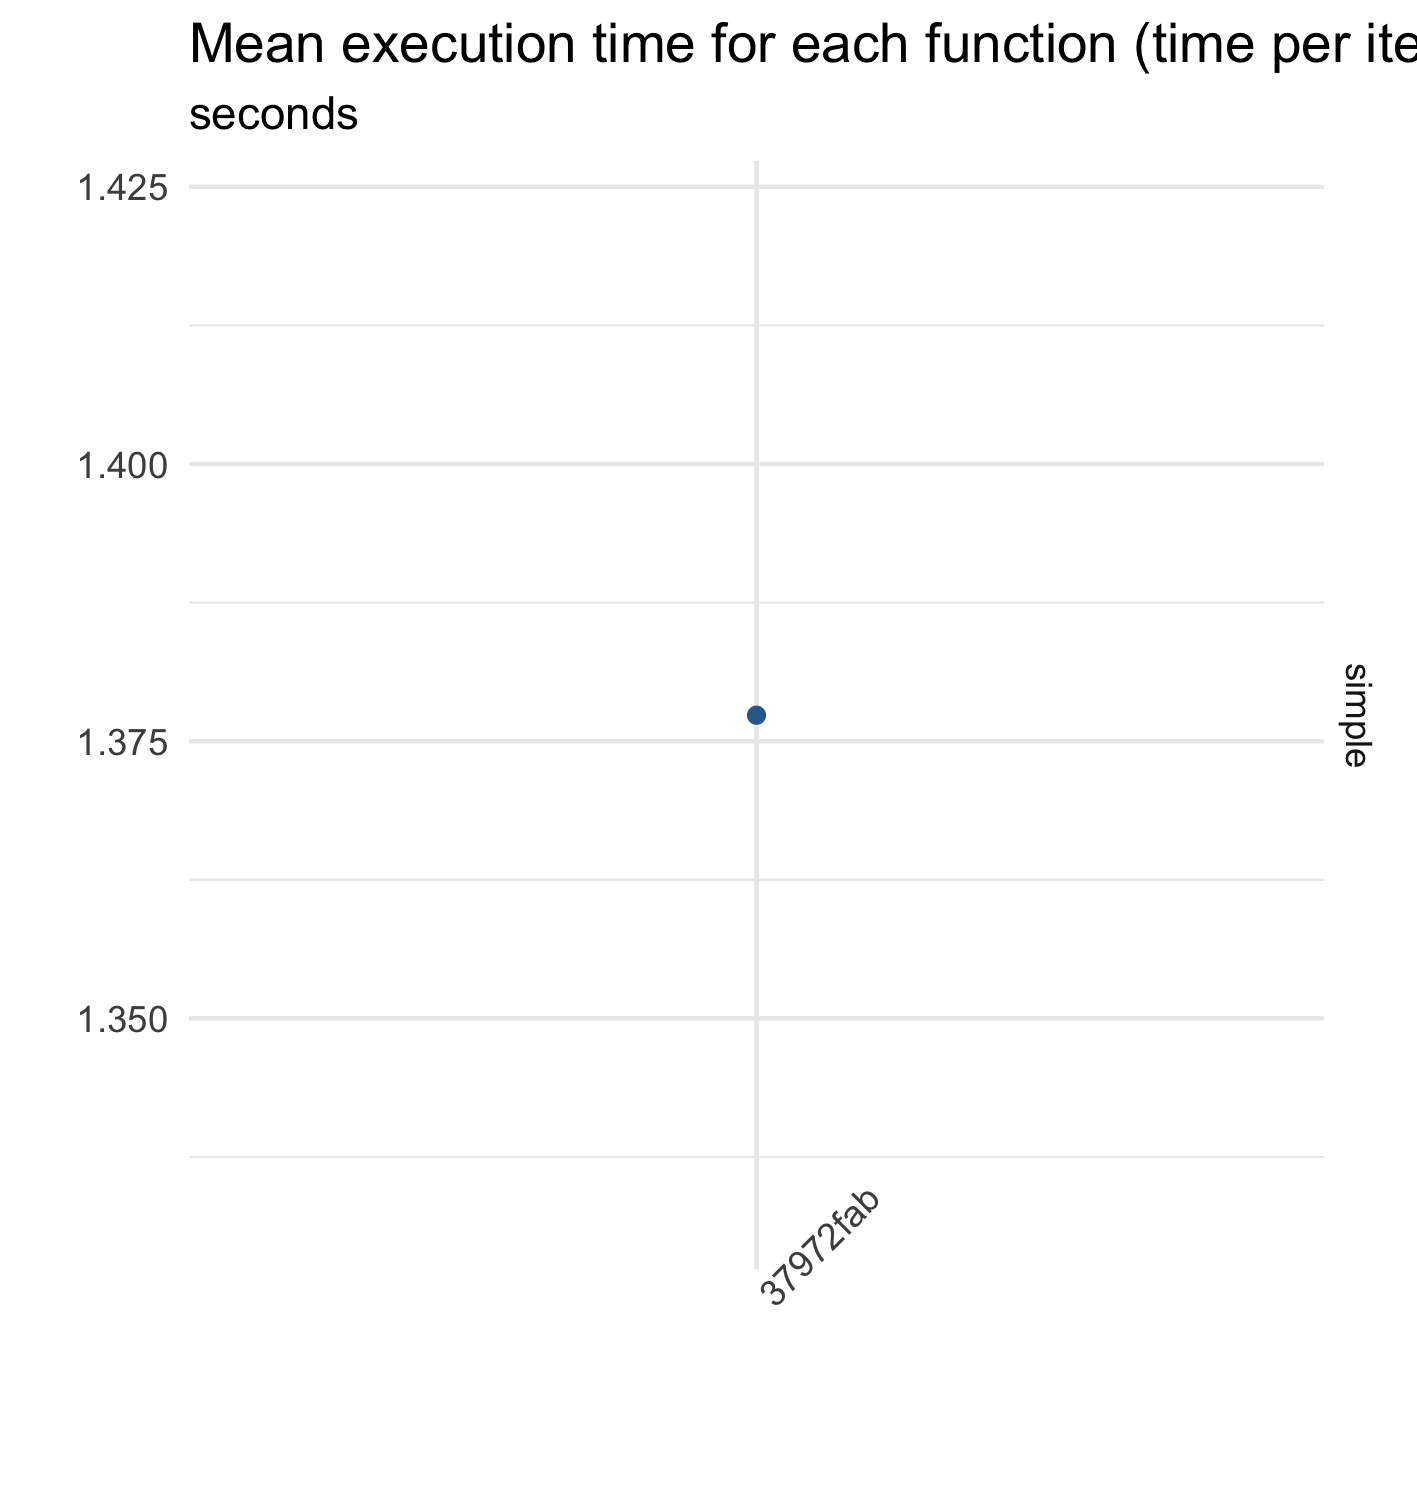 Mean execution time for each function (time per ite
seconds
1.425
1.400
1.375
1.350
simple
37972fab